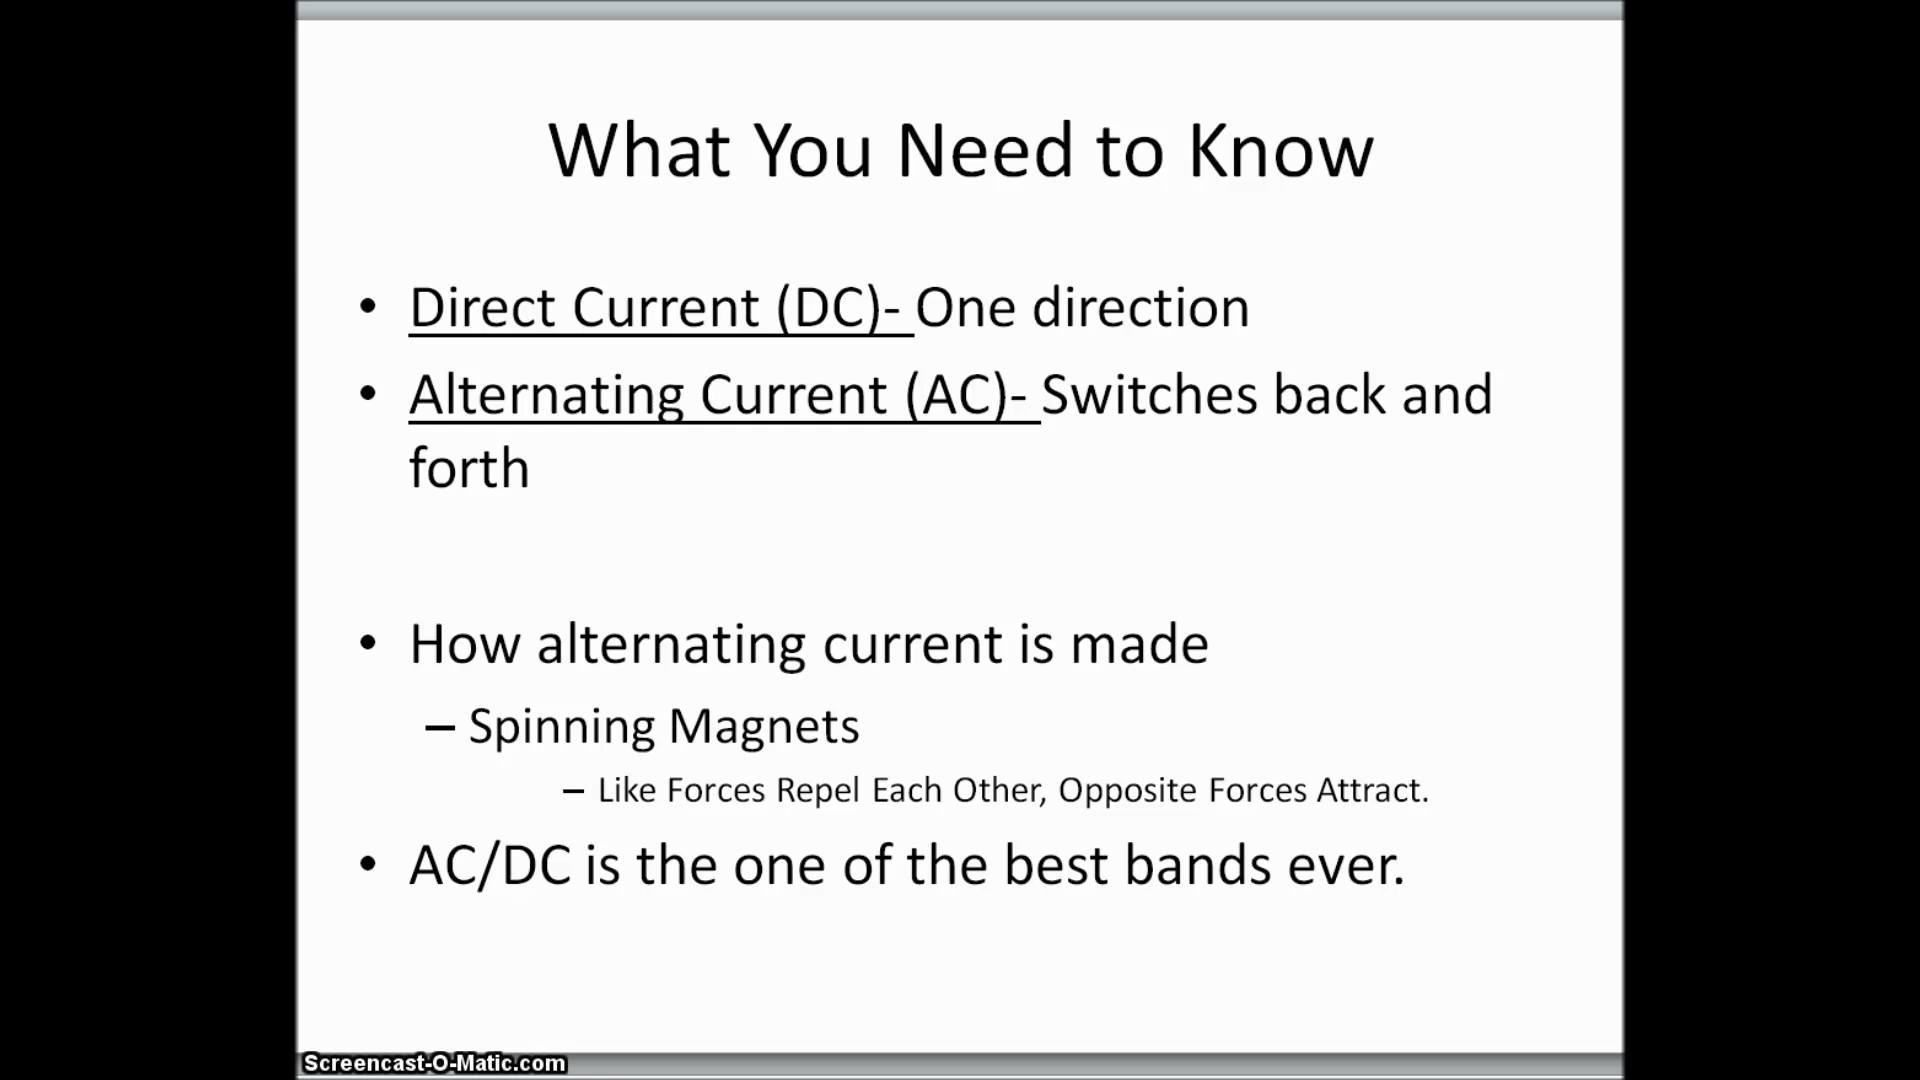 What You Need to Know
• Direct Current (DC)- One direction
• Alternating Current (AC)- Switches back and
forth
• How alternating current is made
– Spinning Magnets
– Like Forces Repel Each Other, Opposite Forces Attract.
• AC/DC is the one of the best bands ever.
Screencast-O-Matic.com